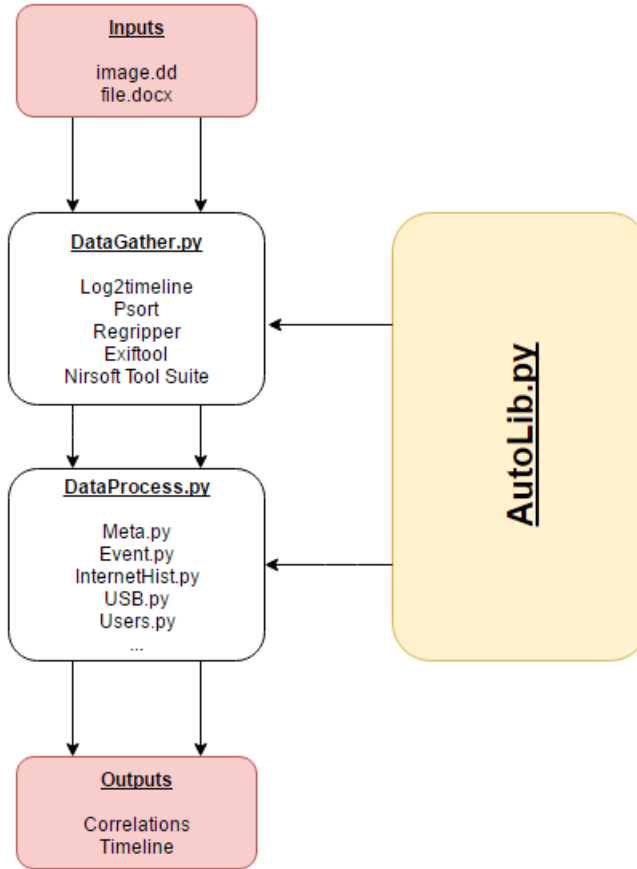 Inputs
image.dd
file.docx
DataGather.py
Log2timeline
Psort
Regripper
Exiftool
Nirsoft Tool Suite
DataProcess.py
Meta.py
Event.py
InternetHist.py
USB.py
Users.py
...
Outputs
Correlations
Timeline
AutoLib.py